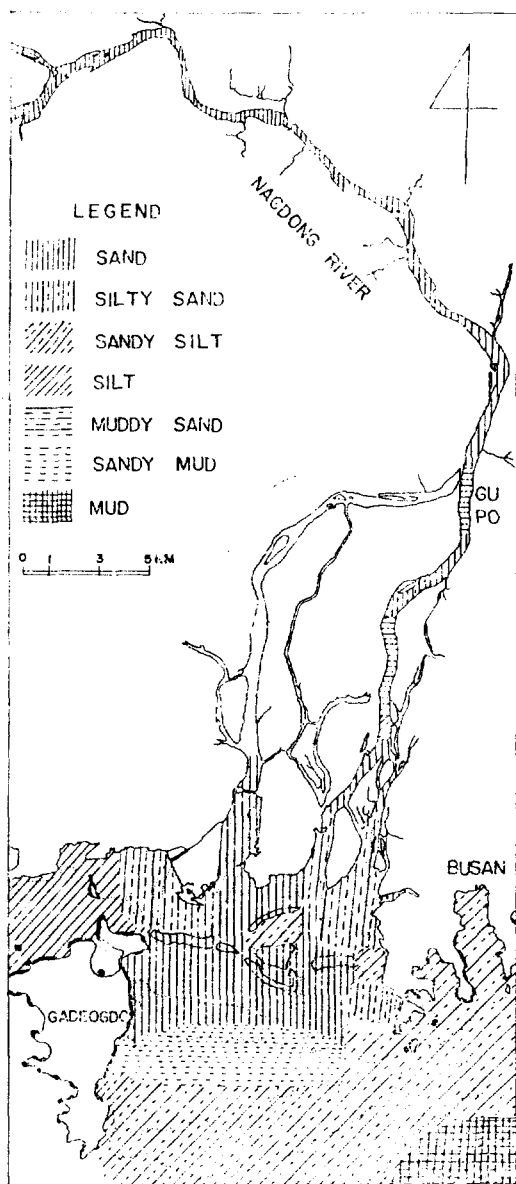 NAGDONG RIVER
LEGEND
SAND
SILTY SAND
SANDY SILT
SILT
MUDDY SAND
SANDY MUD
MUD
0 1 3 5 KM
GU
PO
BUSAN
GADEOGDO